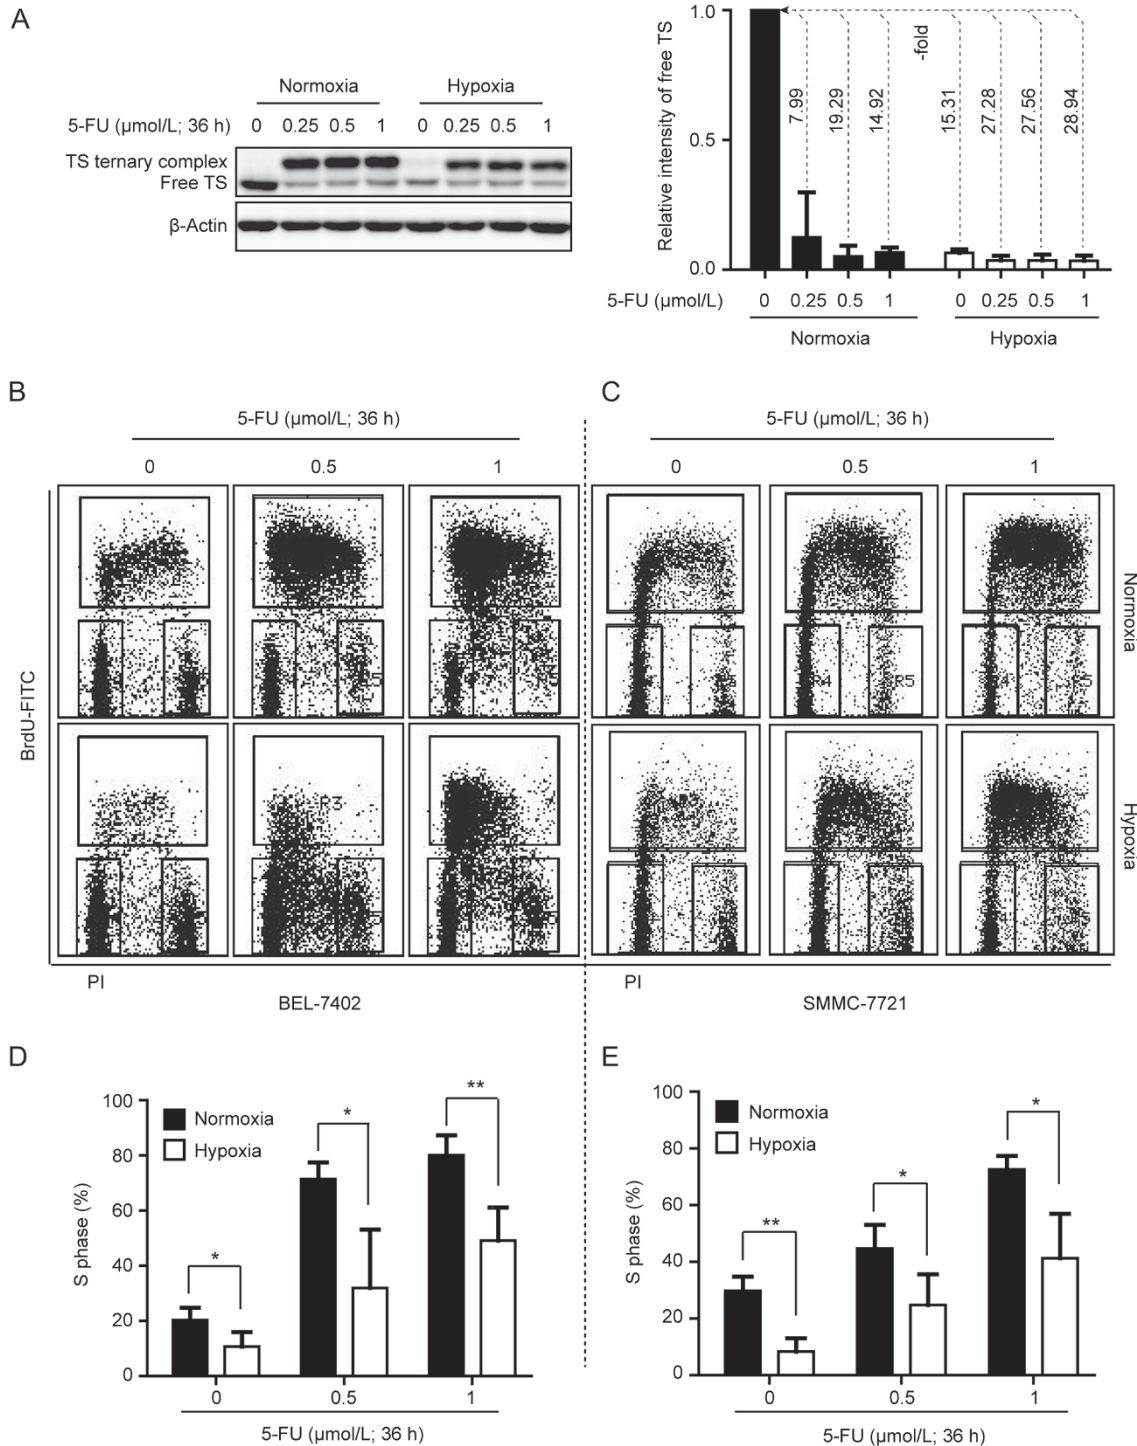 A
Normoxia Hypoxia
5-FU (µmol/L; 36 h) 0 0.25 0.5 1 0 0.25 0.5 1
TS ternary complex
Free TS
β-Actin
Relative intensity of free TS
1.0
0.5
0.0
-fold
7.99
19.29
14.92
15.31
27.28
27.56
28.94
5-FU (µmol/L) 0 0.25 0.5 1 0 0.25 0.5 1
Normoxia Hypoxia
B
5-FU (µmol/L; 36 h)
0 0.5 1
C
5-FU (µmol/L; 36 h)
0 0.5 1
BrdU-FITC
R3
R4
R5
Normoxia
Hypoxia
PI
BEL-7402
PI
SMMC-7721
D
S phase (%)
100
80
60
40
20
0
Normoxia
Hypoxia
*
*
**
0 0.5 1
5-FU (µmol/L; 36 h)
E
S phase (%)
100
80
60
40
20
0
Normoxia
Hypoxia
**
*
*
0 0.5 1
5-FU (µmol/L; 36 h)